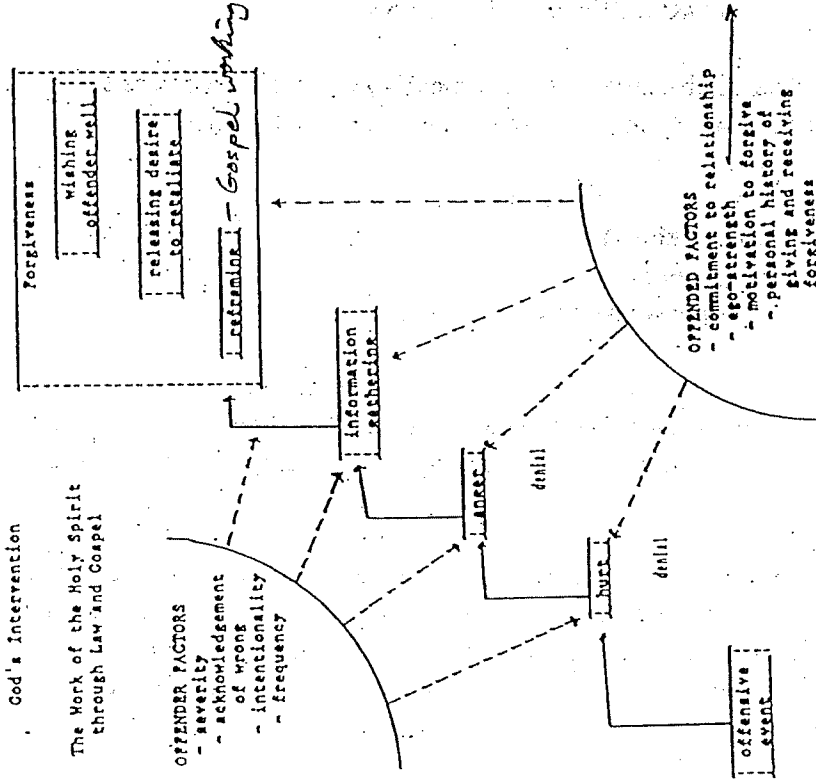 God's Intervention
The Work of the Holy Spirit
through Law and Gospel
OFFENDER FACTORS
- severity
- acknowledgement
of wrong
- intentionality
- frequency
Forgiveness
wishing
offender well
releasing desire
to retaliate
reframing - Gospel working
information
gathering
anger
denial
hurt
denial
offensive
event
OFFENDED FACTORS
- commitment to relationship
- ego-strength
- motivation to forgive
- personal history of
giving and receiving
forgiveness